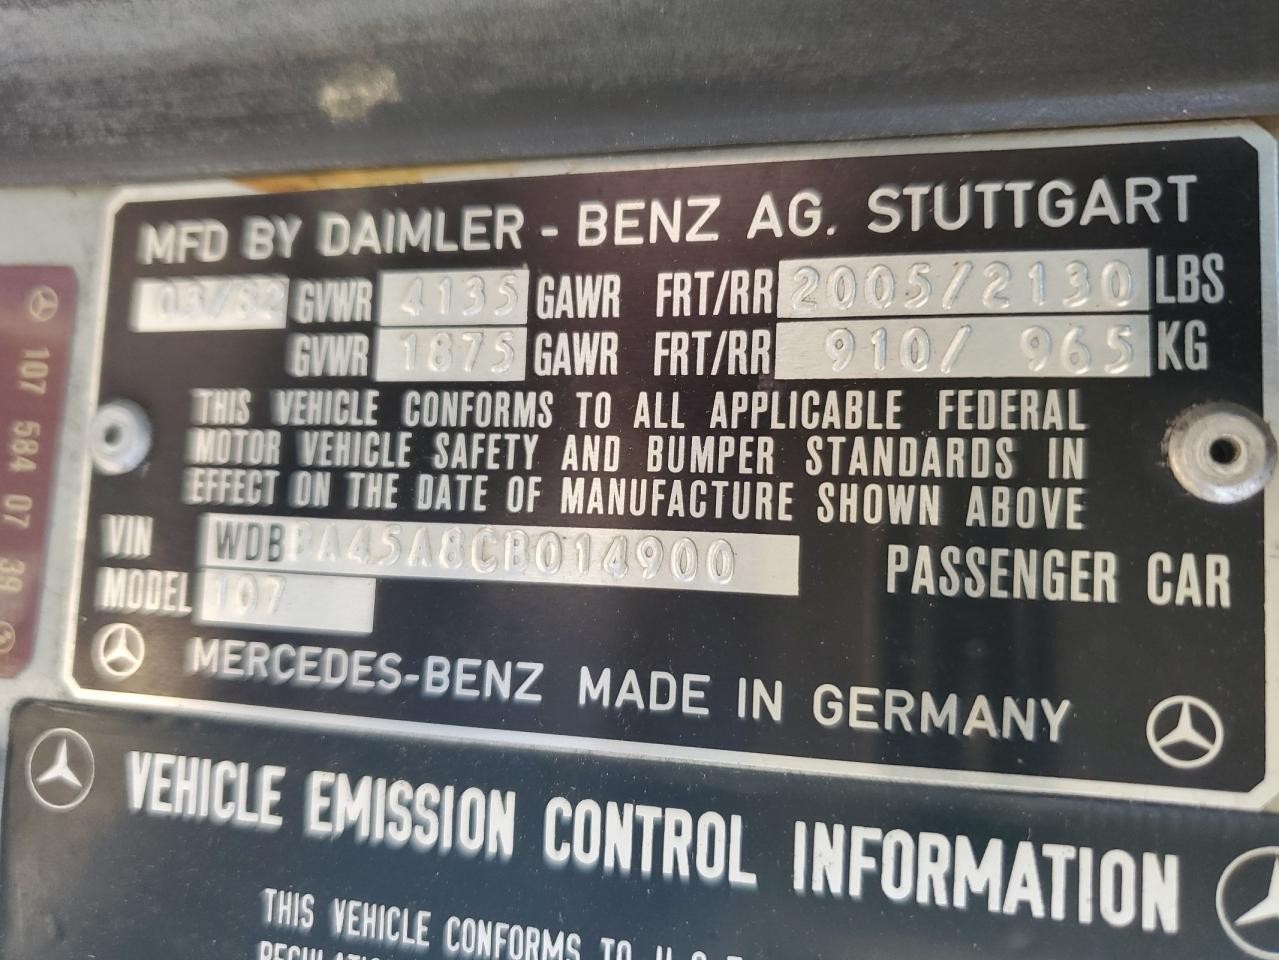 MFD BY DAIMLER - BENZ AG. STUTTGART
03/82 GVWR 4135 GAWR FRT/RR 2005/2130 LBS
GVWR 1875 GAWR FRT/RR 910/ 965 KG
THIS VEHICLE CONFORMS TO ALL APPLICABLE FEDERAL
MOTOR VEHICLE SAFETY AND BUMPER STANDARDS IN
EFFECT ON THE DATE OF MANUFACTURE SHOWN ABOVE
VIN WDBBA45A8CB014900 PASSENGER CAR
MODEL 107
MERCEDES-BENZ MADE IN GERMANY
107 584 07 39
VEHICLE EMISSION CONTROL INFORMATION
THIS VEHICLE CONFORMS TO